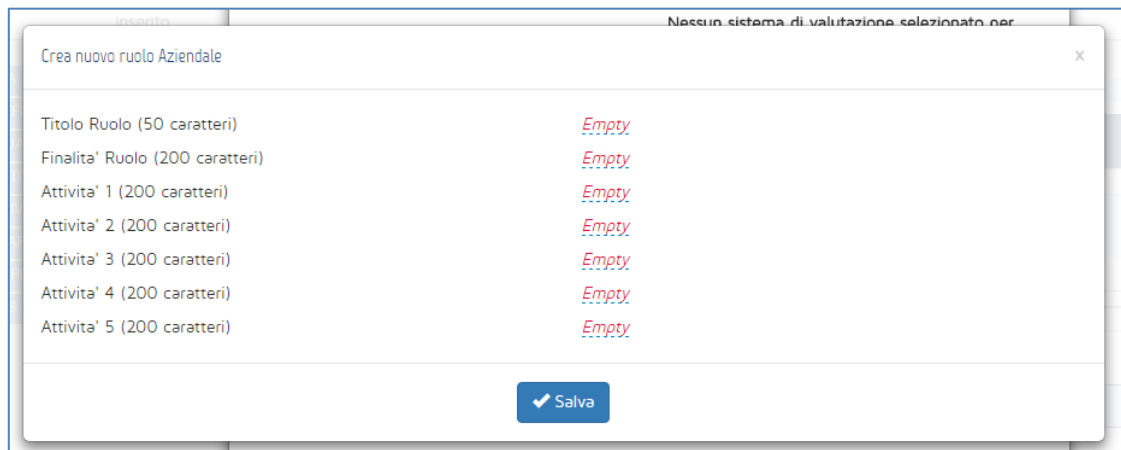 Inserito
Nessun sistema di valutazione selezionato per
Crea nuovo ruolo Aziendale x
Titolo Ruolo (50 caratteri) Empty
Finalita' Ruolo (200 caratteri) Empty
Attivita' 1 (200 caratteri) Empty
Attivita' 2 (200 caratteri) Empty
Attivita' 3 (200 caratteri) Empty
Attivita' 4 (200 caratteri) Empty
Attivita' 5 (200 caratteri) Empty
✔ Salva